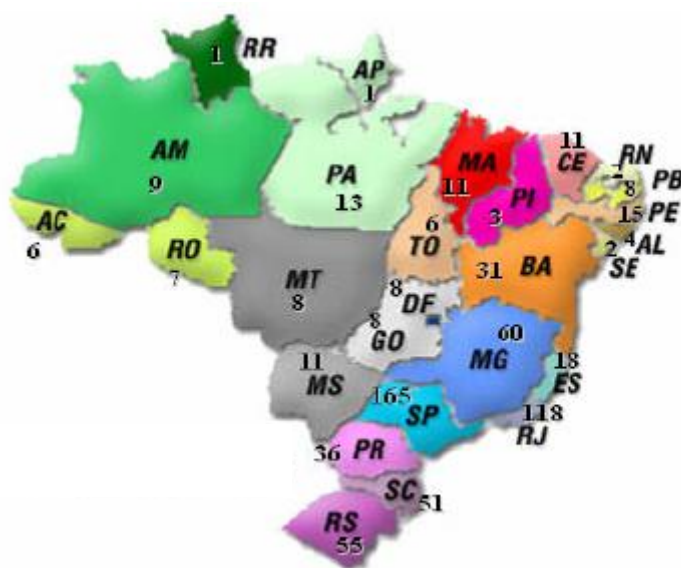 1 RR
AP
1
AM
9
PA
13
MA
11
PI
3
11
CE
RN
8 PB
15 PE
4 AL
2 SE
AC
6
RO
7
MT
8
6
TO
31 BA
8
DF
8
GO
60
MG
18
ES
118
RJ
11
MS
165
SP
36 PR
SC
51
RS
55